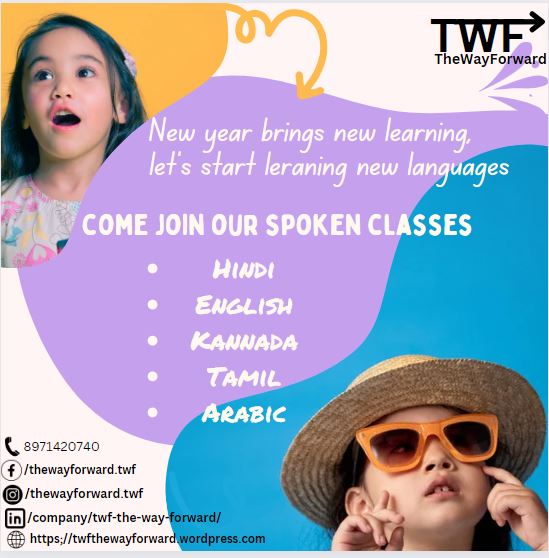 TWF
TheWayForward
New year brings new learning,
let's start leraning new languages
COME JOIN OUR SPOKEN CLASSES
• HINDI
• ENGLISH
• KANNADA
• TAMIL
• ARABIC
8971420740
/thewayforward.twf
/thewayforward.twf
/company/twf-the-way-forward/
https://twfthewayforward.wordpress.com